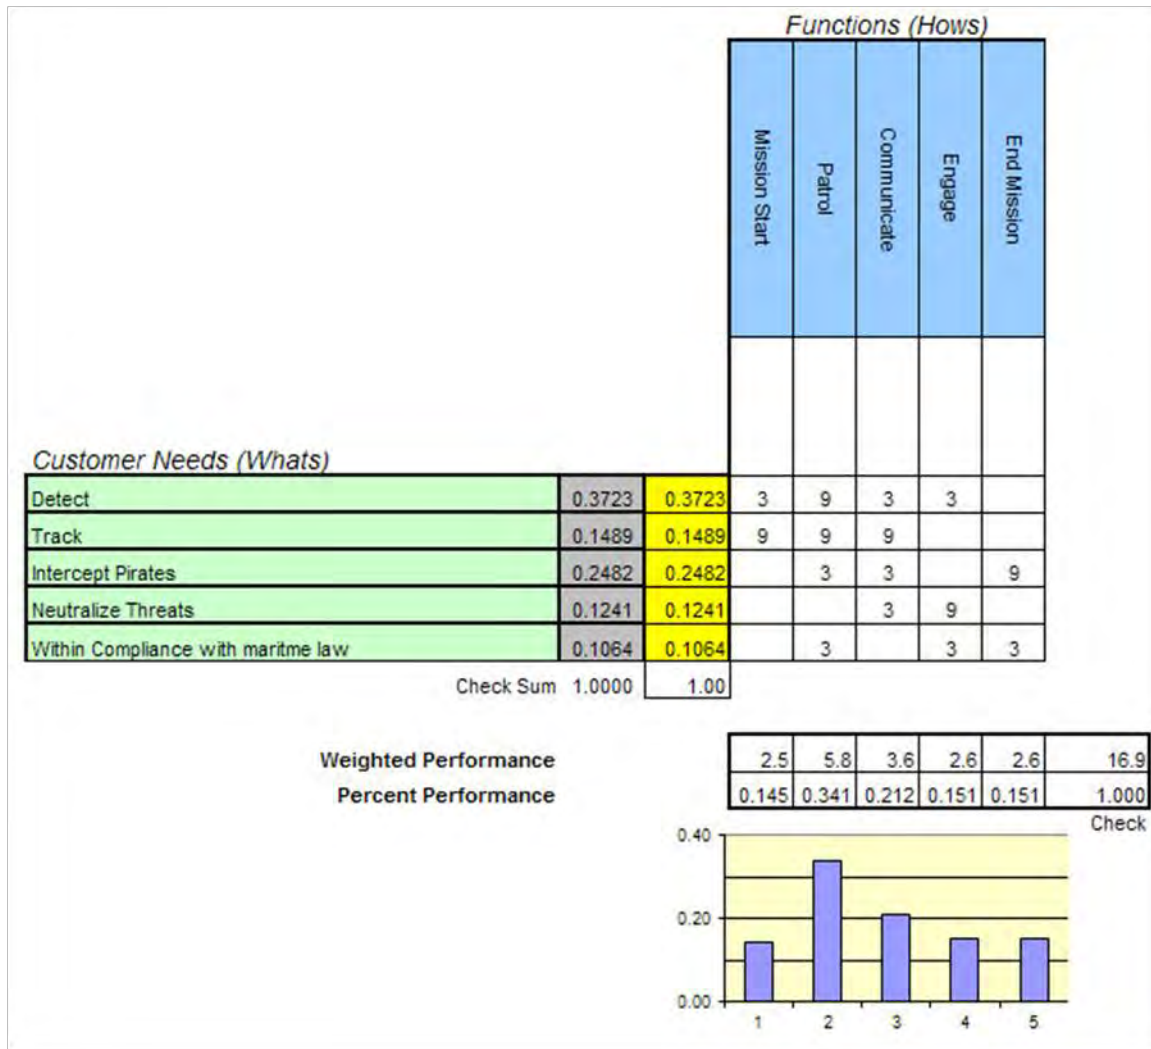 Functions (Hows)
Mission Start
Patrol
Communicate
Engage
End Mission
Customer Needs (Whats)
Detect 0.3723 0.3723 3 9 3 3
Track 0.1489 0.1489 9 9 9
Intercept Pirates 0.2482 0.2482 3 3 9
Neutralize Threats 0.1241 0.1241 3 9
Within Compliance with maritme law 0.1064 0.1064 3 3 3
Check Sum 1.0000 1.00
Weighted Performance 2.5 5.8 3.6 2.6 2.6 16.9
Percent Performance 0.145 0.341 0.212 0.151 0.151 1.000
Check
0.40
0.20
0.00
1 2 3 4 5